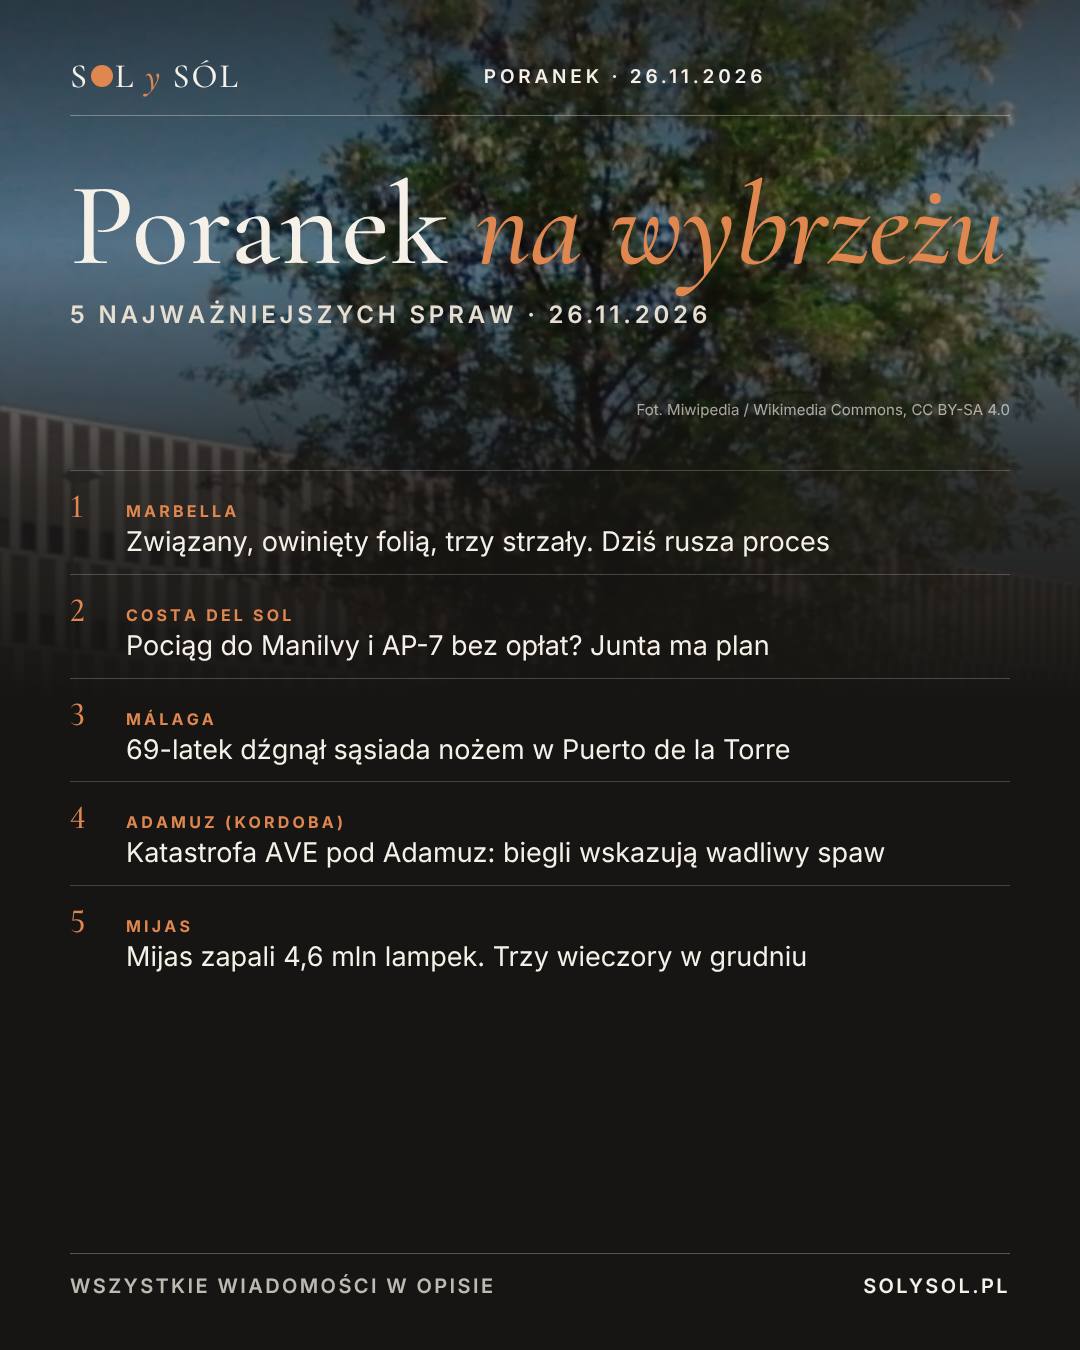 SOL y SÓL
PORANEK · 26.11.2026
Poranek na wybrzeżu
5 NAJWAŻNIEJSZYCH SPRAW · 26.11.2026
Fot. Miwipedia / Wikimedia Commons, CC BY-SA 4.0
1 MARBELLA
Związany, owinięty folią, trzy strzały. Dziś rusza proces
2 COSTA DEL SOL
Pociąg do Manilvy i AP-7 bez opłat? Junta ma plan
3 MÁLAGA
69-latek dźgnął sąsiada nożem w Puerto de la Torre
4 ADAMUZ (KORDOBA)
Katastrofa AVE pod Adamuz: biegli wskazują wadliwy spaw
5 MIJAS
Mijas zapali 4,6 mln lampek. Trzy wieczory w grudniu
WSZYSTKIE WIADOMOŚCI W OPISIE
SOLYSOL.PL